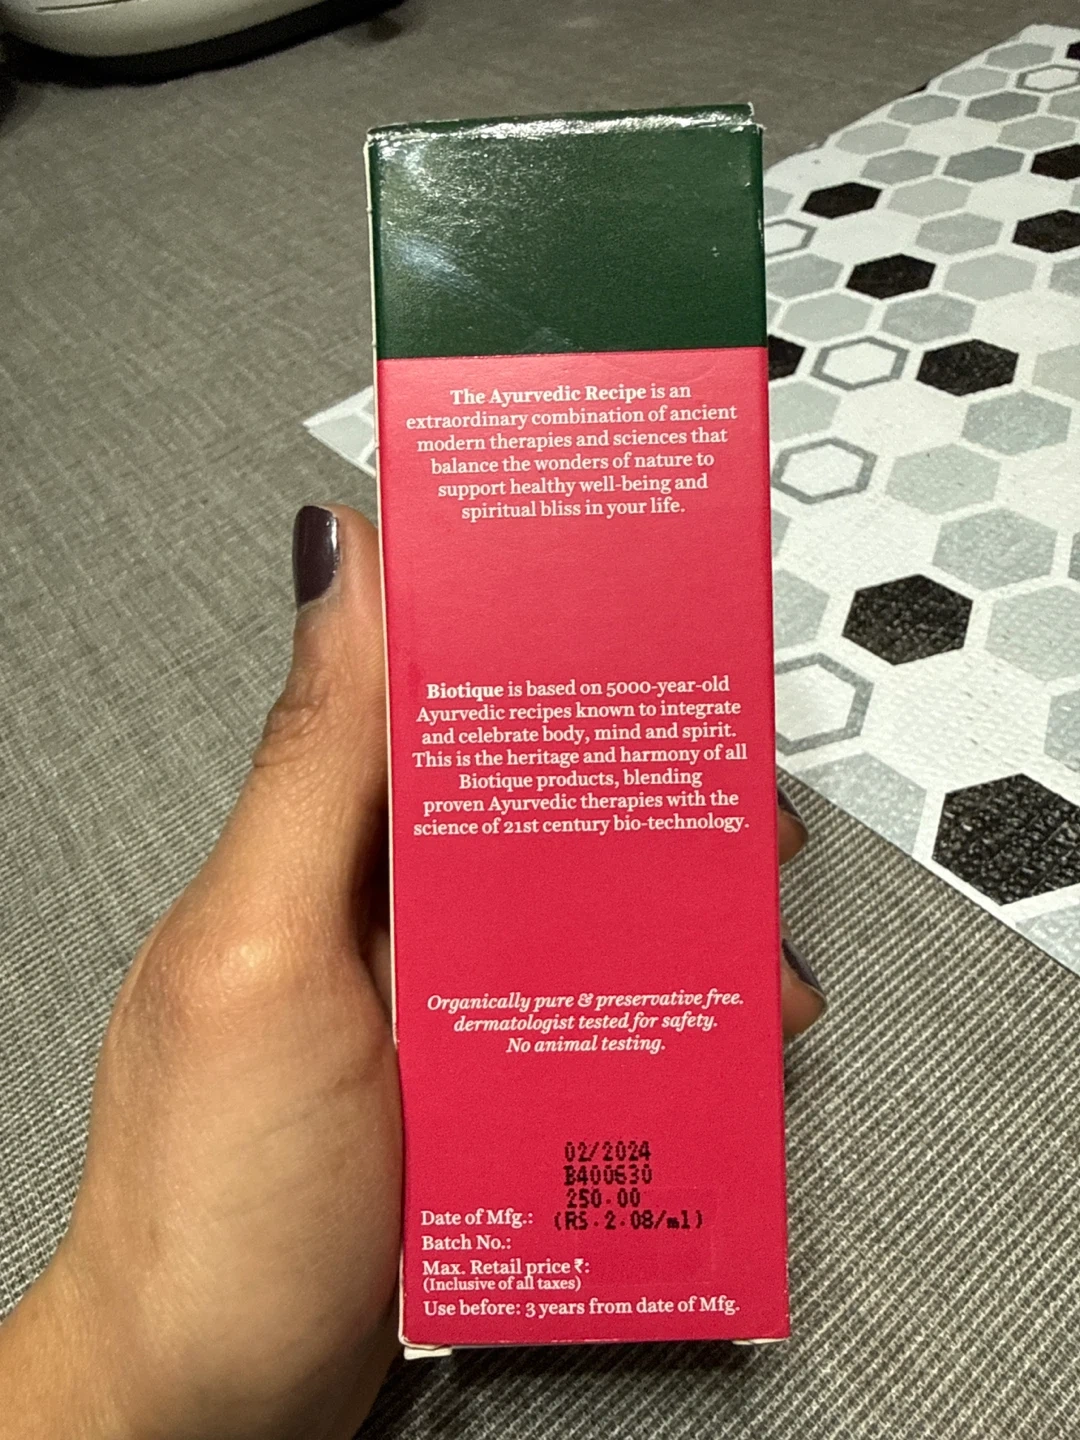 The Ayurvedic Recipe is an
extraordinary combination of ancient
modern therapies and sciences that
balance the wonders of nature to
support healthy well-being and
spiritual bliss in your life.
Biotique is based on 5000-year-old
Ayurvedic recipes known to integrate
and celebrate body, mind and spirit.
This is the heritage and harmony of all
Biotique products, blending
proven Ayurvedic therapies with the
science of 21st century bio-technology.
Organically pure & preservative free.
dermatologist tested for safety.
No animal testing.
02/2024
B400630
250.00
(RS.2.08/ml)
Date of Mfg.:
Batch No.:
Max. Retail price ₹:
(Inclusive of all taxes)
Use before: 3 years from date of Mfg.